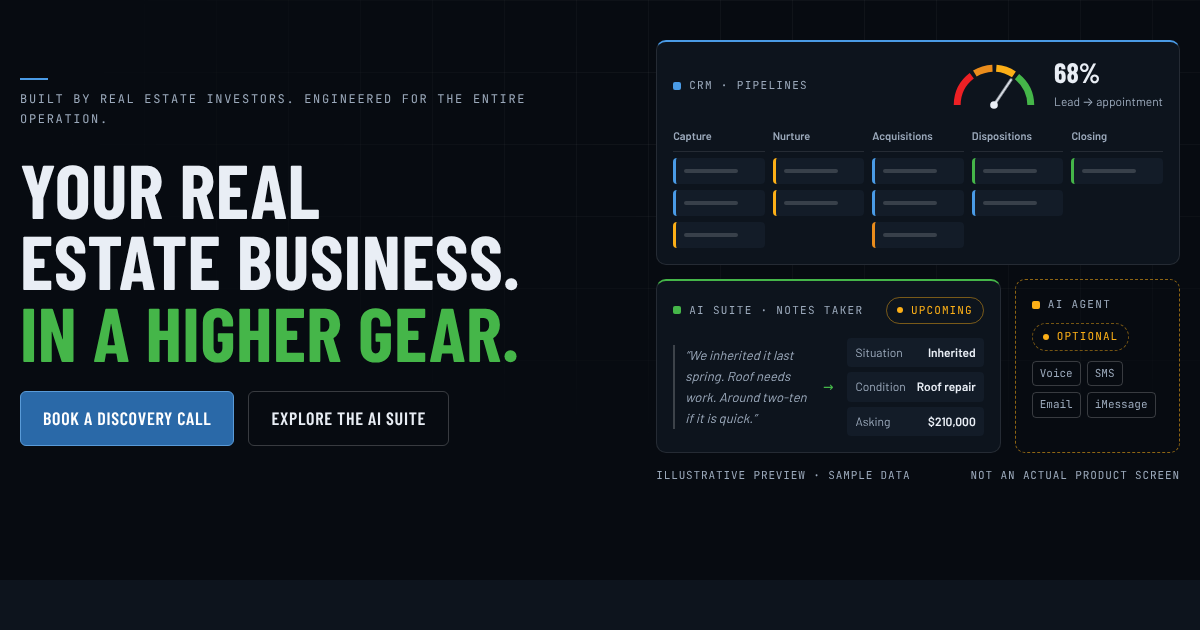 BUILT BY REAL ESTATE INVESTORS. ENGINEERED FOR THE ENTIRE
OPERATION.
YOUR REAL
ESTATE BUSINESS.
IN A HIGHER GEAR.
BOOK A DISCOVERY CALL
EXPLORE THE AI SUITE
CRM · PIPELINES
68%
Lead → appointment
Capture
Nurture
Acquisitions
Dispositions
Closing
AI SUITE · NOTES TAKER
UPCOMING
“We inherited it last
spring. Roof needs
work. Around two-ten
if it is quick.”
→
Situation Inherited
Condition Roof repair
Asking $210,000
AI AGENT
OPTIONAL
Voice
SMS
Email
iMessage
ILLUSTRATIVE PREVIEW · SAMPLE DATA
NOT AN ACTUAL PRODUCT SCREEN